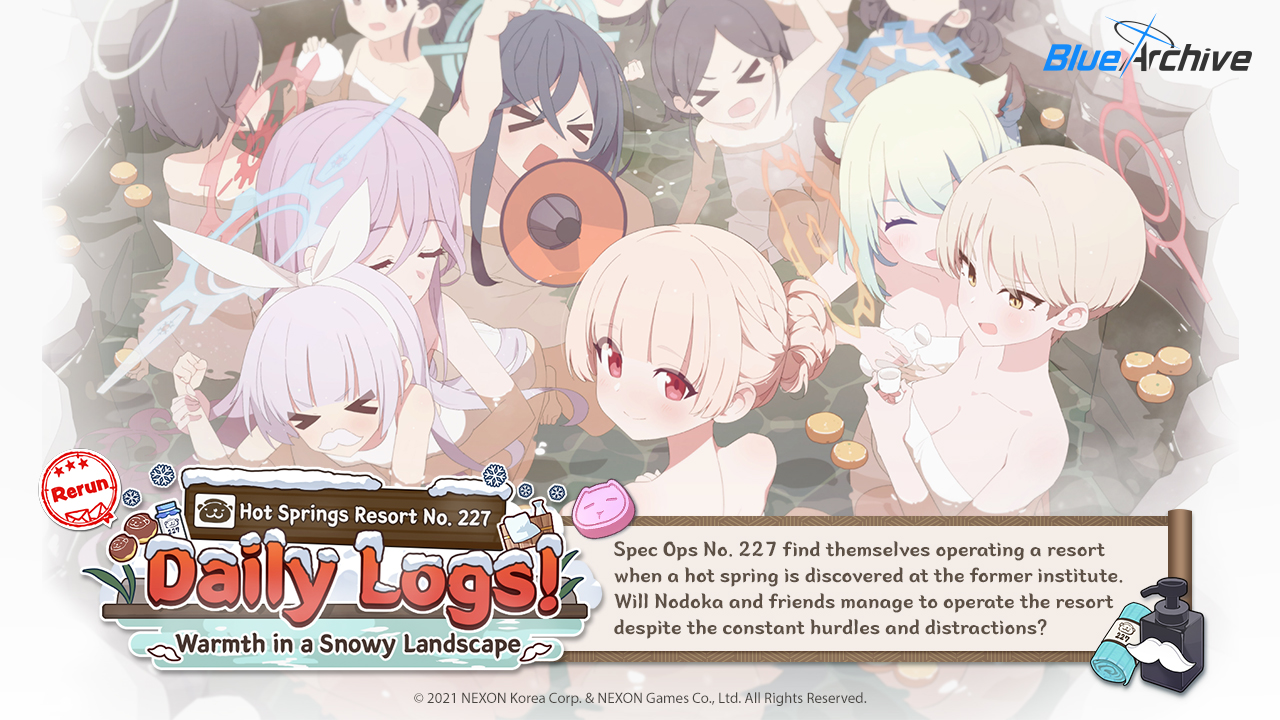 Blue Archive
Rerun
Hot Springs Resort No. 227
227
Daily Logs!
Warmth in a Snowy Landscape
Spec Ops No. 227 find themselves operating a resort
when a hot spring is discovered at the former institute.
Will Nodoka and friends manage to operate the resort
despite the constant hurdles and distractions?
227
© 2021 NEXON Korea Corp. & NEXON Games Co., Ltd. All Rights Reserved.